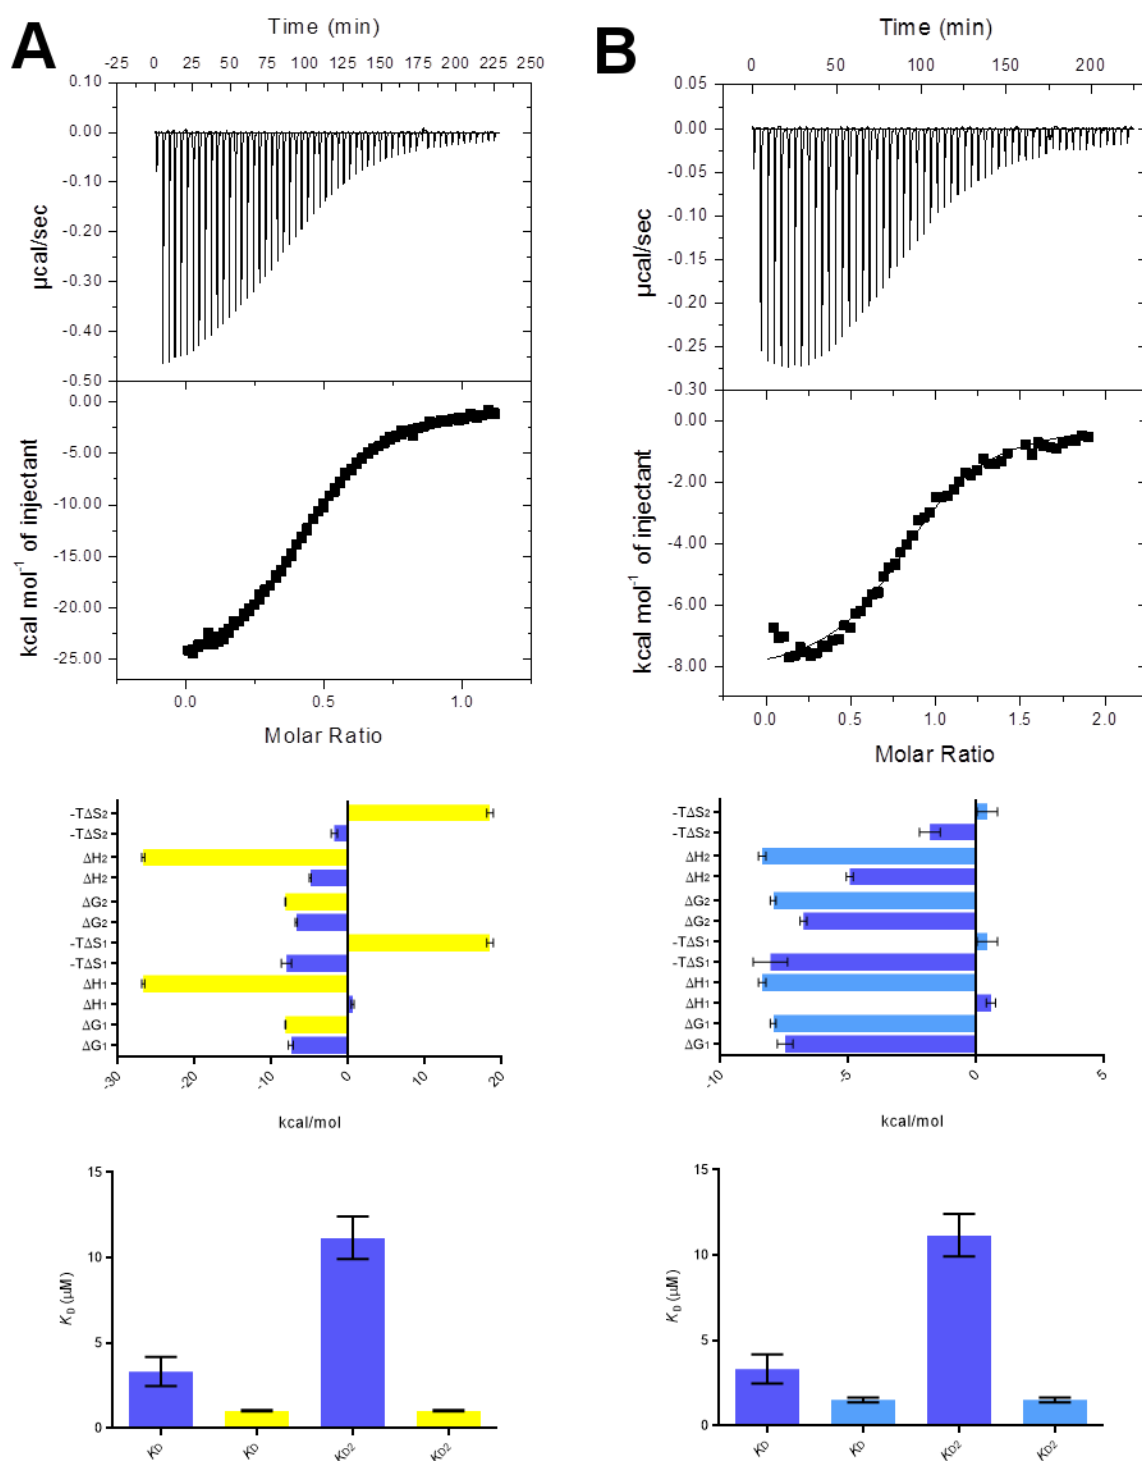 A
Time (min)
-25 0 25 50 75 100 125 150 175 200 225 250
0.10
0.00
-0.10
-0.20
-0.30
-0.40
-0.50
µcal/sec
0.00
-5.00
-10.00
-15.00
-20.00
-25.00
kcal mol⁻¹ of injectant
0.0 0.5 1.0
Molar Ratio
-TΔS2
-TΔS2
ΔH2
ΔH2
ΔG2
ΔG2
-TΔS1
-TΔS1
ΔH1
ΔH1
ΔG1
ΔG1
-30 -20 -10 0 10 20
kcal/mol
15
10
5
0
KD (µM)
KD KD KD2 KD2
B
Time (min)
0 50 100 150 200
0.05
0.00
-0.05
-0.10
-0.15
-0.20
-0.25
-0.30
µcal/sec
0.00
-2.00
-4.00
-6.00
-8.00
kcal mol⁻¹ of injectant
0.0 0.5 1.0 1.5 2.0
Molar Ratio
-TΔS2
-TΔS2
ΔH2
ΔH2
ΔG2
ΔG2
-TΔS1
-TΔS1
ΔH1
ΔH1
ΔG1
ΔG1
-10 -5 0 5
kcal/mol
15
10
5
0
KD (µM)
KD KD KD2 KD2